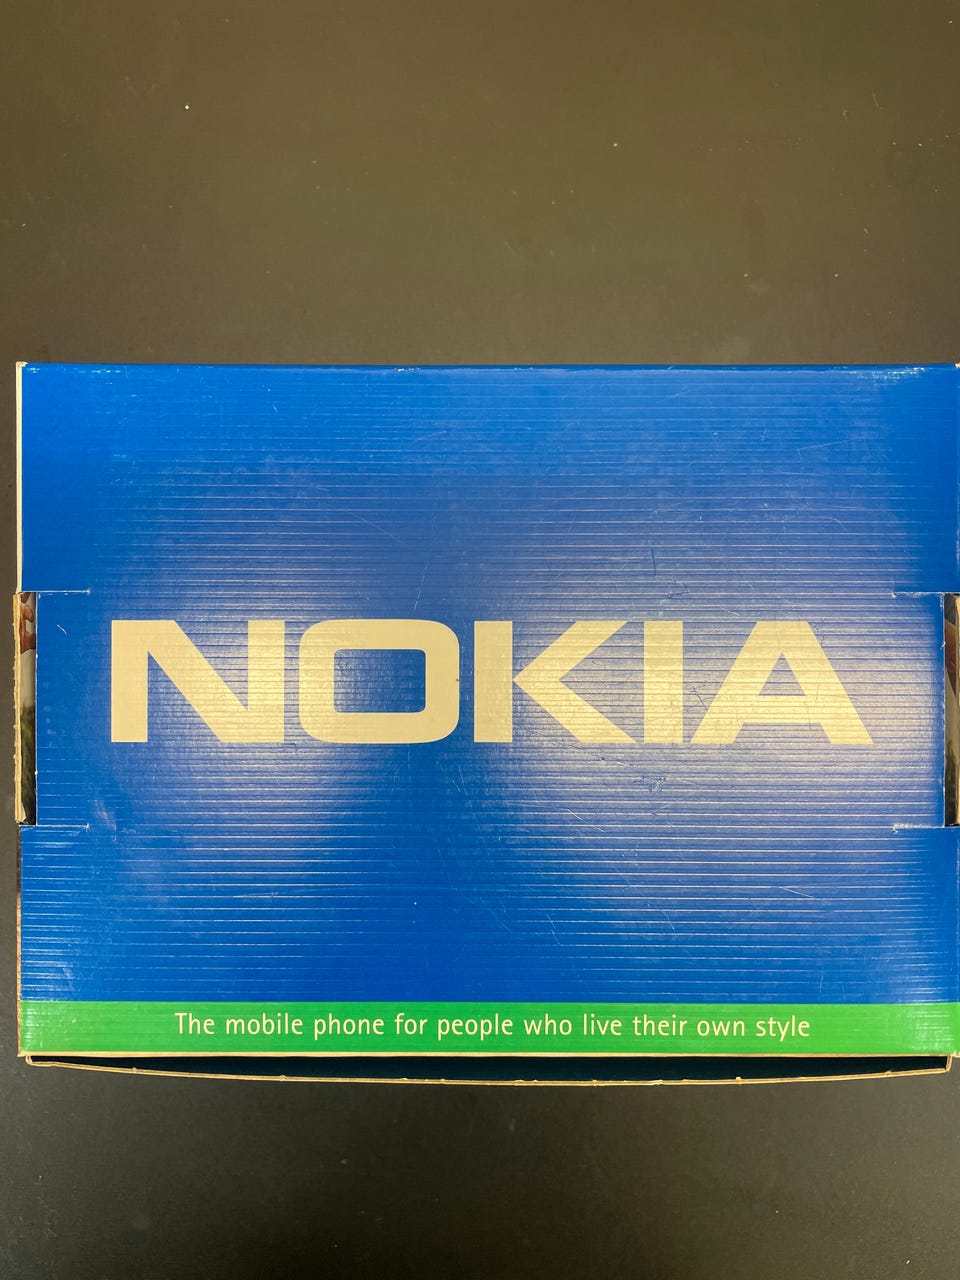 NOKIA
The mobile phone for people who live their own style